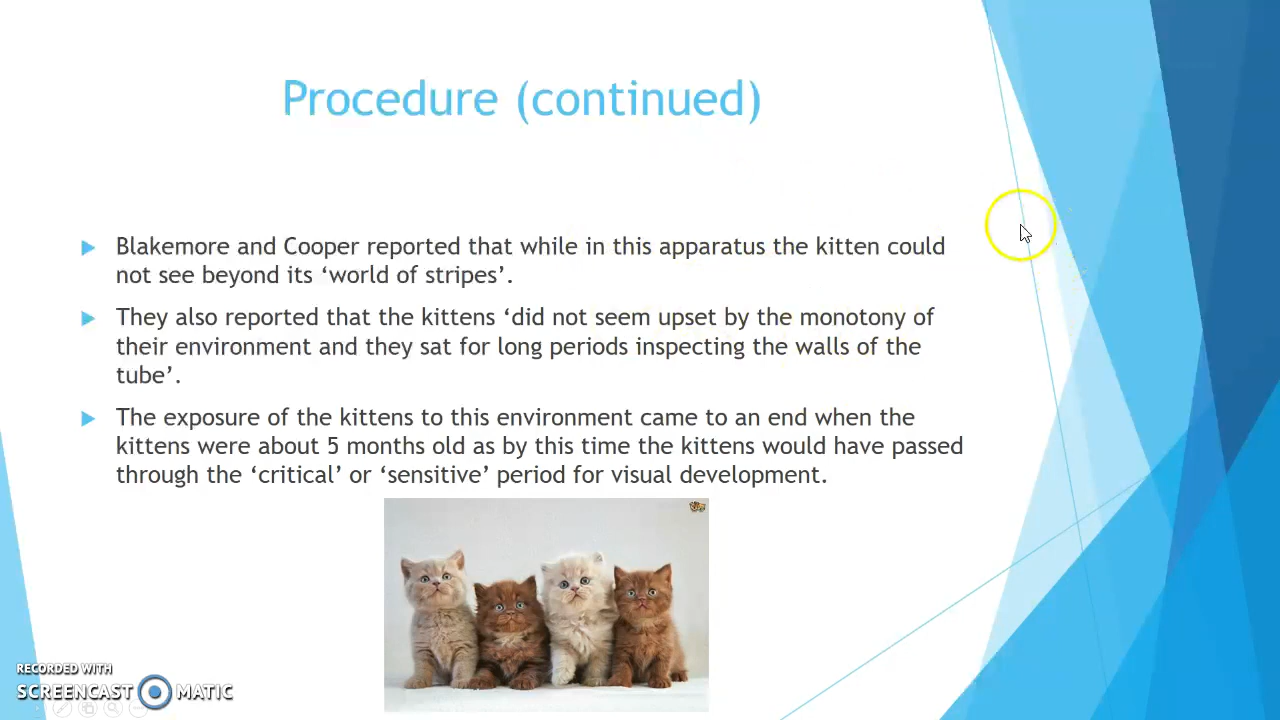 Procedure (continued)
Blakemore and Cooper reported that while in this apparatus the kitten could
not see beyond its ‘world of stripes’.
They also reported that the kittens ‘did not seem upset by the monotony of
their environment and they sat for long periods inspecting the walls of the
tube’.
The exposure of the kittens to this environment came to an end when the
kittens were about 5 months old as by this time the kittens would have passed
through the ‘critical’ or ‘sensitive’ period for visual development.
RECORDED WITH
SCREENCAST MATIC